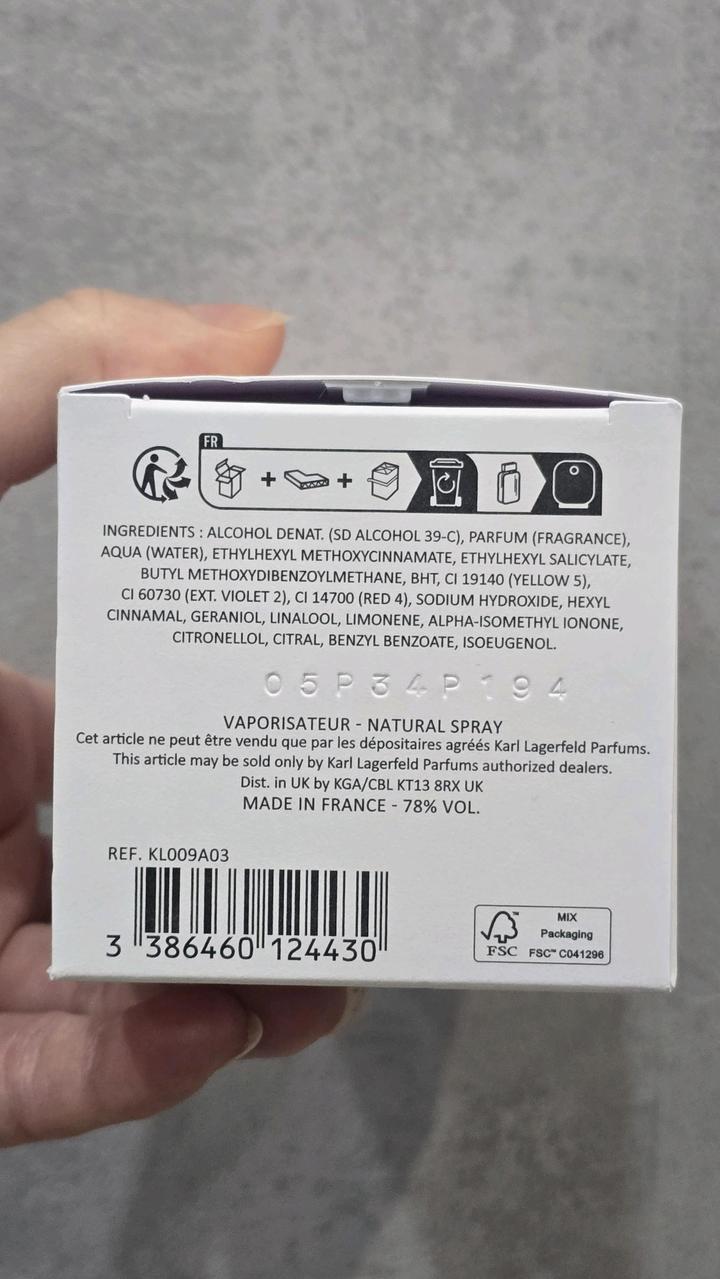 FR
INGREDIENTS : ALCOHOL DENAT. (SD ALCOHOL 39-C), PARFUM (FRAGRANCE),
AQUA (WATER), ETHYLHEXYL METHOXYCINNAMATE, ETHYLHEXYL SALICYLATE,
BUTYL METHOXYDIBENZOYLMETHANE, BHT, CI 19140 (YELLOW 5),
CI 60730 (EXT. VIOLET 2), CI 14700 (RED 4), SODIUM HYDROXIDE, HEXYL
CINNAMAL, GERANIOL, LINALOOL, LIMONENE, ALPHA-ISOMETHYL IONONE,
CITRONELLOL, CITRAL, BENZYL BENZOATE, ISOEUGENOL.
05P34P194
VAPORISATEUR - NATURAL SPRAY
Cet article ne peut être vendu que par les dépositaires agréés Karl Lagerfeld Parfums.
This article may be sold only by Karl Lagerfeld Parfums authorized dealers.
Dist. in UK by KGA/CBL KT13 8RX UK
MADE IN FRANCE - 78% VOL.
REF. KL009A03
3 386460 124430
FSC™
MIX
Packaging
FSC™ C041296